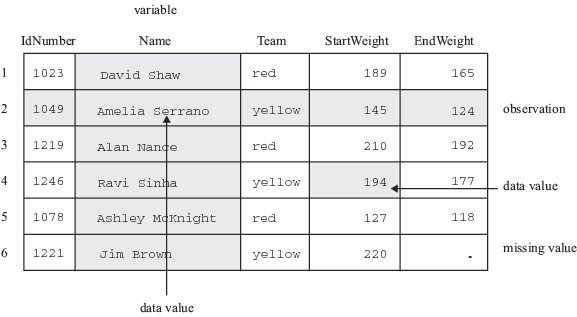 variable
IdNumber Name Team StartWeight EndWeight
1 1023 David Shaw red 189 165
2 1049 Amelia Serrano yellow 145 124 observation
3 1219 Alan Nance red 210 192
4 1246 Ravi Sinha yellow 194 177 data value
5 1078 Ashley McKnight red 127 118
6 1221 Jim Brown yellow 220 . missing value
data value